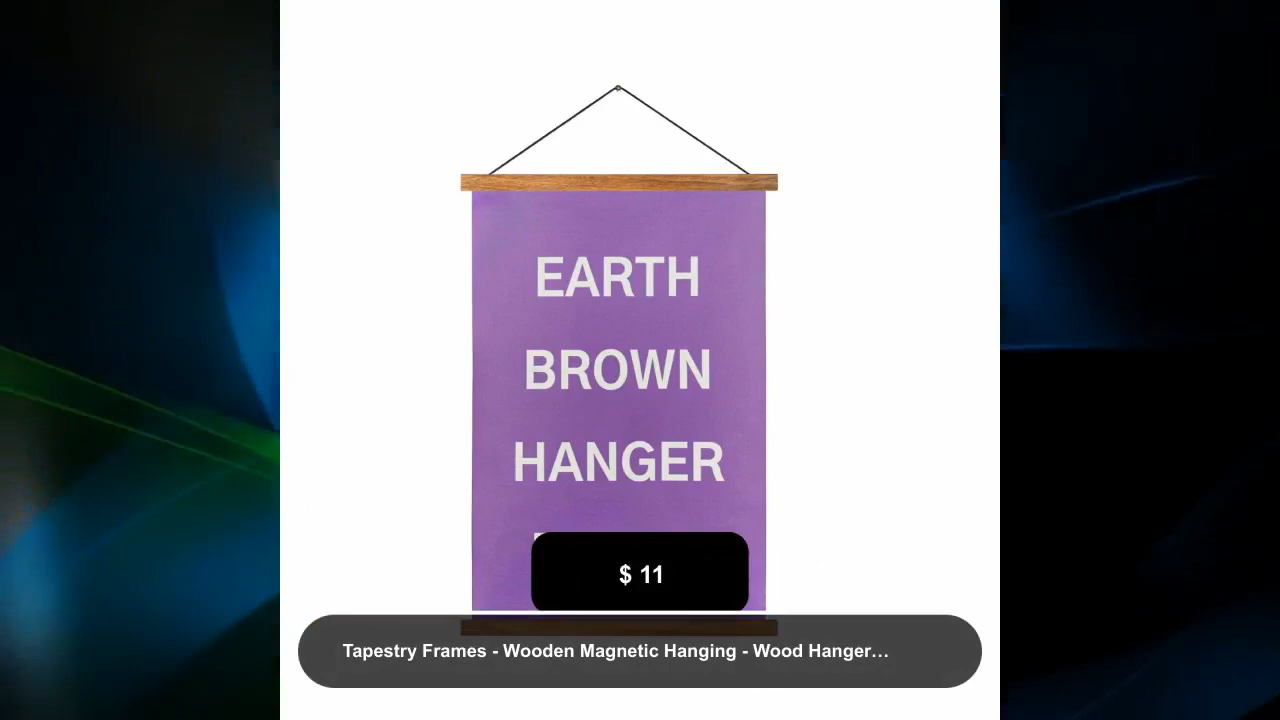 EARTH
BROWN
HANGER
$ 11
Tapestry Frames - Wooden Magnetic Hanging - Wood Hanger…